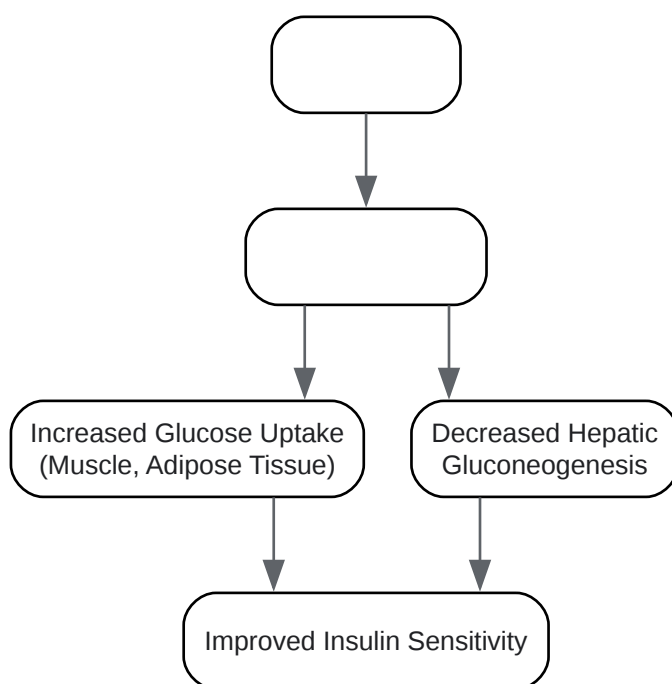 Increased Glucose Uptake
(Muscle, Adipose Tissue)
Decreased Hepatic
Gluconeogenesis
Improved Insulin Sensitivity